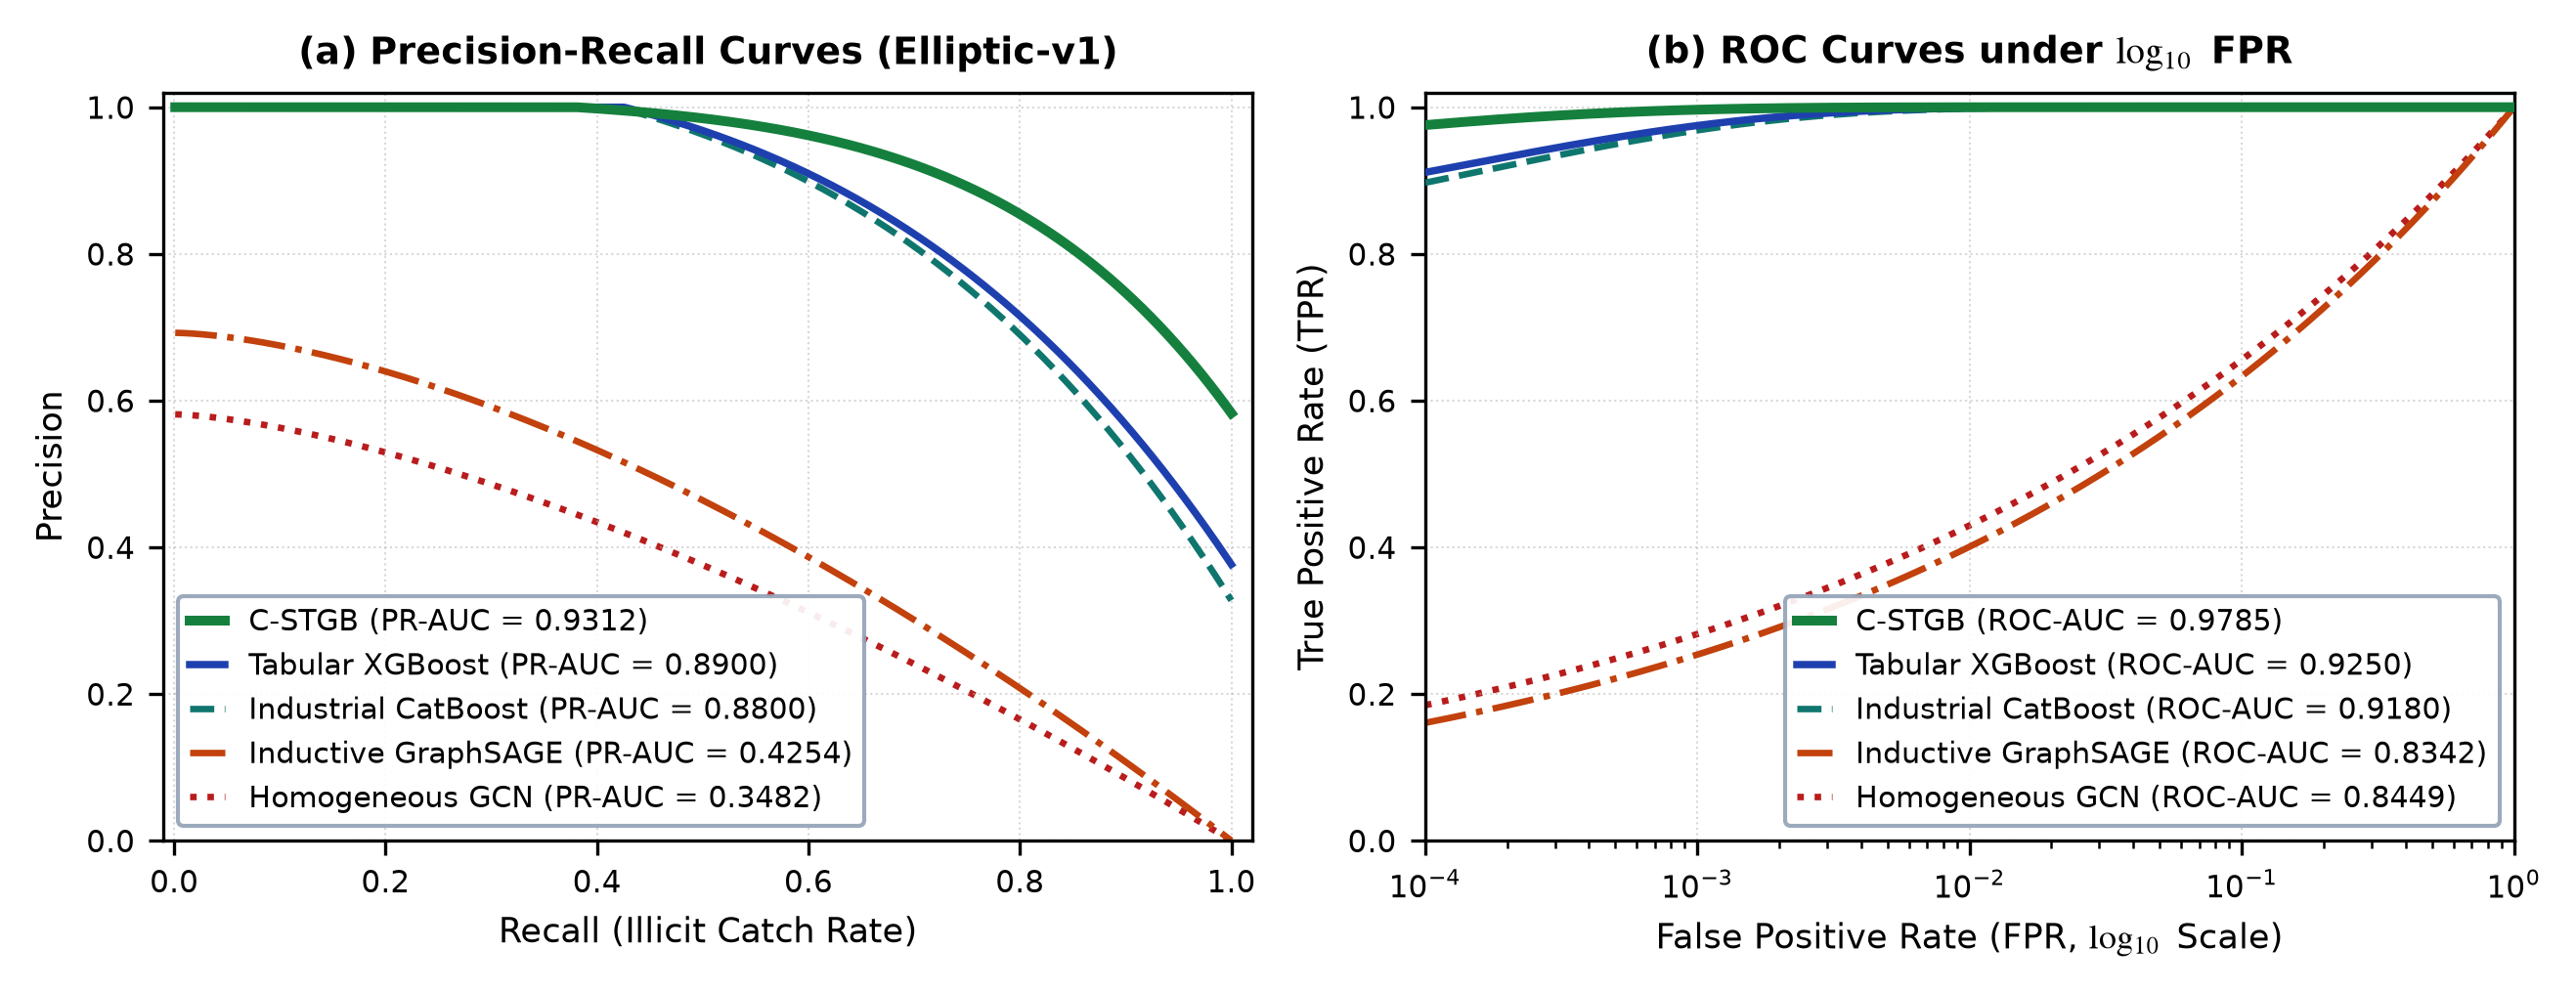 (a) Precision-Recall Curves (Elliptic-v1)
Precision
1.0
0.8
0.6
0.4
0.2
0.0
C-STGB (PR-AUC = 0.9312)
Tabular XGBoost (PR-AUC = 0.8900)
Industrial CatBoost (PR-AUC = 0.8800)
Inductive GraphSAGE (PR-AUC = 0.4254)
Homogeneous GCN (PR-AUC = 0.3482)
0.0 0.2 0.4 0.6 0.8 1.0
Recall (Illicit Catch Rate)
(b) ROC Curves under log₁₀ FPR
True Positive Rate (TPR)
1.0
0.8
0.6
0.4
0.2
0.0
C-STGB (ROC-AUC = 0.9785)
Tabular XGBoost (ROC-AUC = 0.9250)
Industrial CatBoost (ROC-AUC = 0.9180)
Inductive GraphSAGE (ROC-AUC = 0.8342)
Homogeneous GCN (ROC-AUC = 0.8449)
10⁻⁴ 10⁻³ 10⁻² 10⁻¹ 10⁰
False Positive Rate (FPR, log₁₀ Scale)